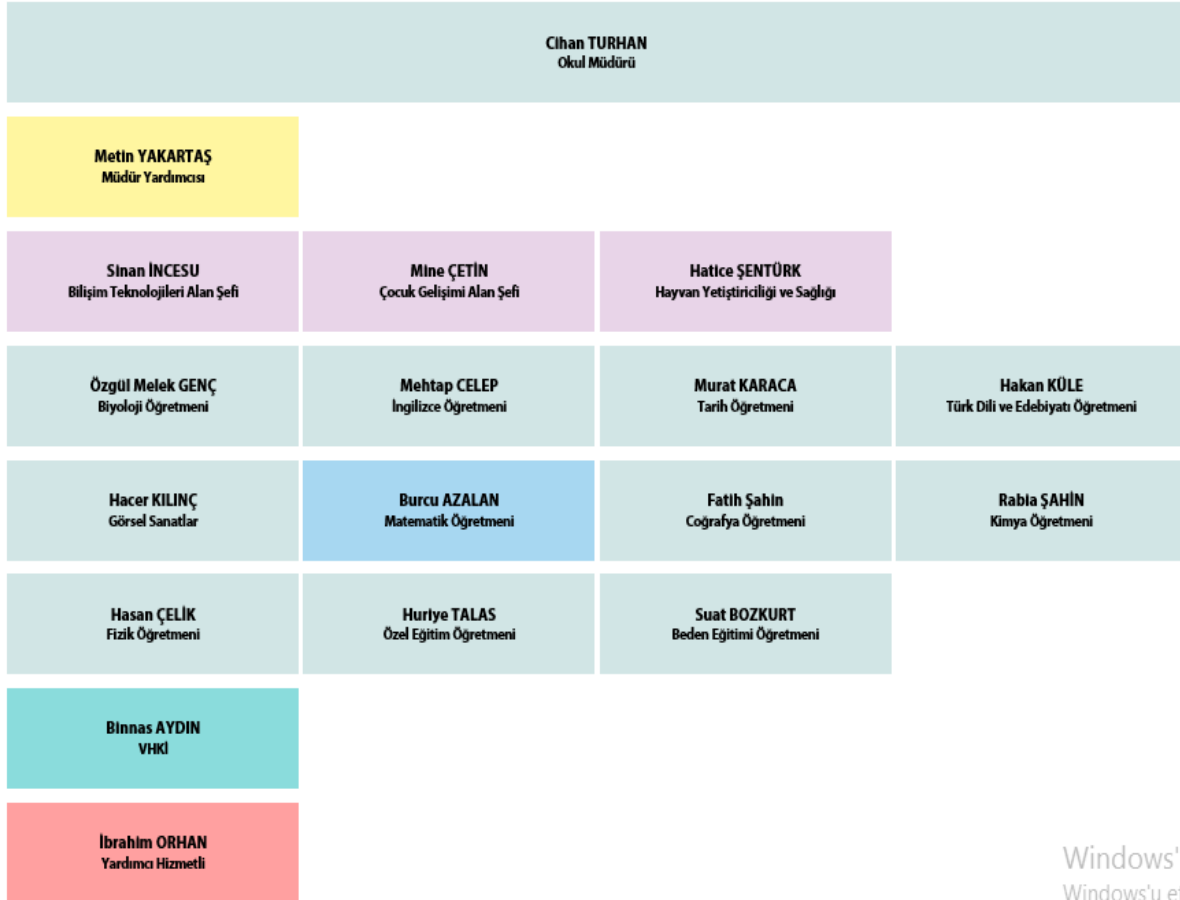 Cihan TURHAN
Okul Müdürü
Metin YAKARTAŞ
Müdür Yardımcısı
Sinan İNCESU
Bilişim Teknolojileri Alan Şefi
Mine ÇETİN
Çocuk Gelişimi Alan Şefi
Hatice ŞENTÜRK
Hayvan Yetiştiriciliği ve Sağlığı
Özgül Melek GENÇ
Biyoloji Öğretmeni
Mehtap CELEP
İngilizce Öğretmeni
Murat KARACA
Tarih Öğretmeni
Hakan KÜLE
Türk Dili ve Edebiyatı Öğretmeni
Hacer KILINÇ
Görsel Sanatlar
Burcu AZALAN
Matematik Öğretmeni
Fatih Şahin
Coğrafya Öğretmeni
Rabia ŞAHİN
Kimya Öğretmeni
Hasan ÇELİK
Fizik Öğretmeni
Huriye TALAS
Özel Eğitim Öğretmeni
Suat BOZKURT
Beden Eğitimi Öğretmeni
Binnas AYDIN
VHKİ
İbrahim ORHAN
Yardımcı Hizmetli
Windows'
Windows'u et